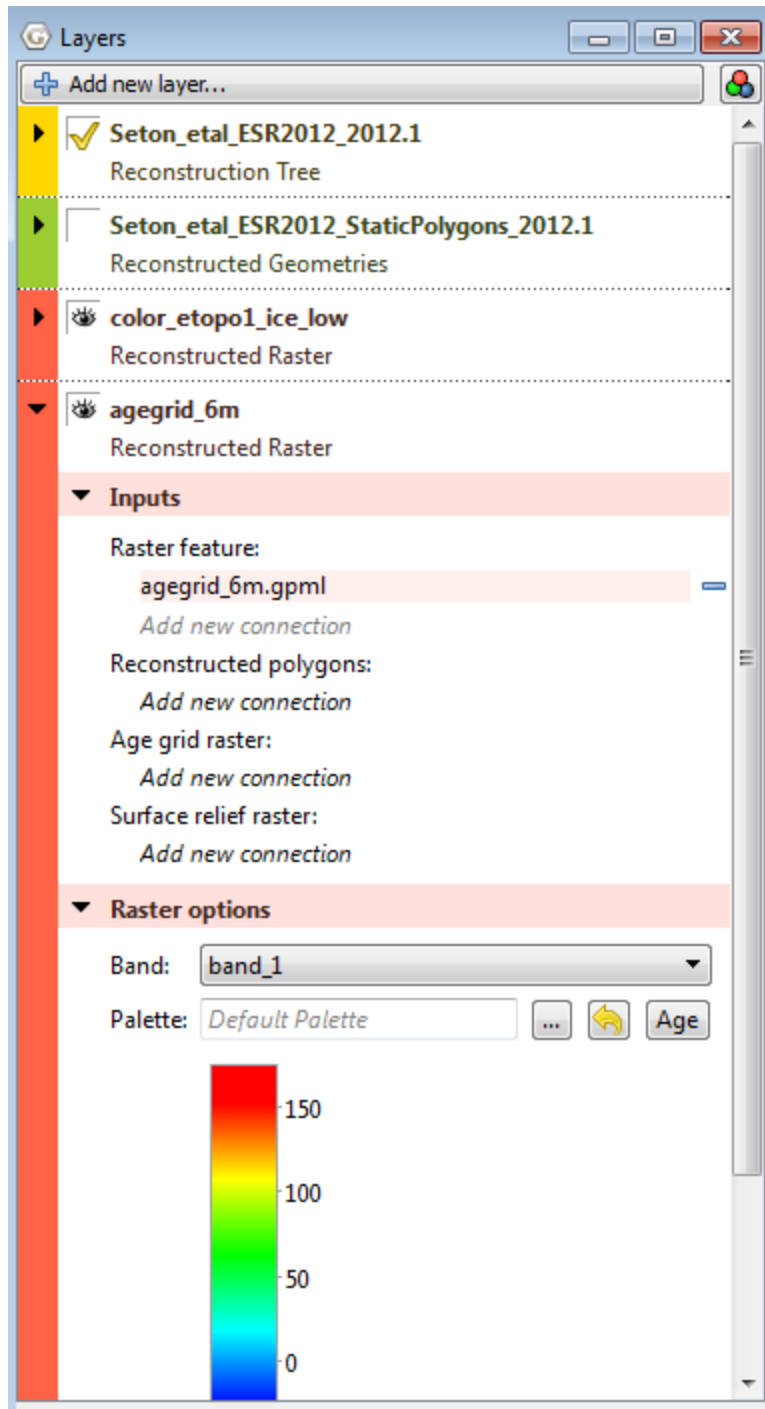 Layers
Add new layer...
Seton_etal_ESR2012_2012.1
Reconstruction Tree
Seton_etal_ESR2012_StaticPolygons_2012.1
Reconstructed Geometries
color_etopo1_ice_low
Reconstructed Raster
agegrid_6m
Reconstructed Raster
Inputs
Raster feature:
agegrid_6m.gpml
Add new connection
Reconstructed polygons:
Add new connection
Age grid raster:
Add new connection
Surface relief raster:
Add new connection
Raster options
Band: band_1
Palette: Default Palette ... Age
150
100
50
0